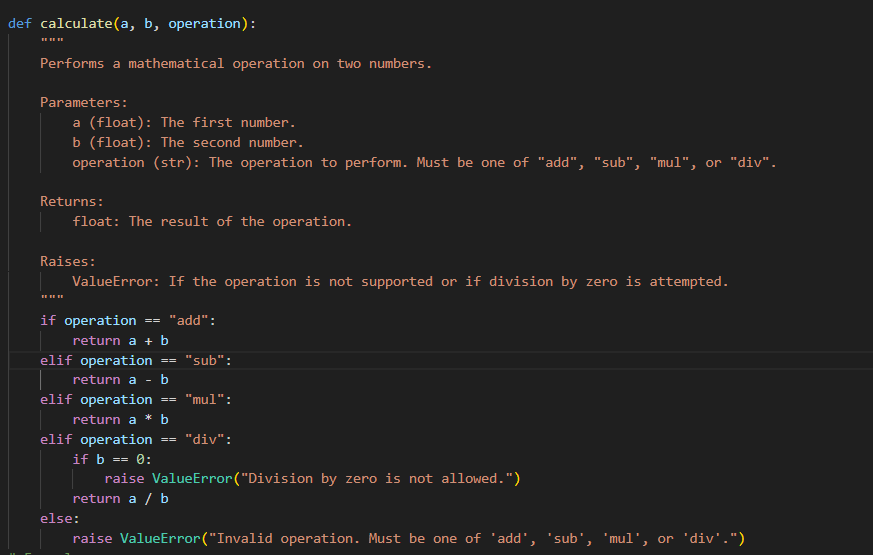 def calculate(a, b, operation):
    """
    Performs a mathematical operation on two numbers.

    Parameters:
        a (float): The first number.
        b (float): The second number.
        operation (str): The operation to perform. Must be one of "add", "sub", "mul", or "div".

    Returns:
        float: The result of the operation.

    Raises:
        ValueError: If the operation is not supported or if division by zero is attempted.
    """
    if operation == "add":
        return a + b
    elif operation == "sub":
        return a - b
    elif operation == "mul":
        return a * b
    elif operation == "div":
        if b == 0:
            raise ValueError("Division by zero is not allowed.")
        return a / b
    else:
        raise ValueError("Invalid operation. Must be one of 'add', 'sub', 'mul', or 'div'.")